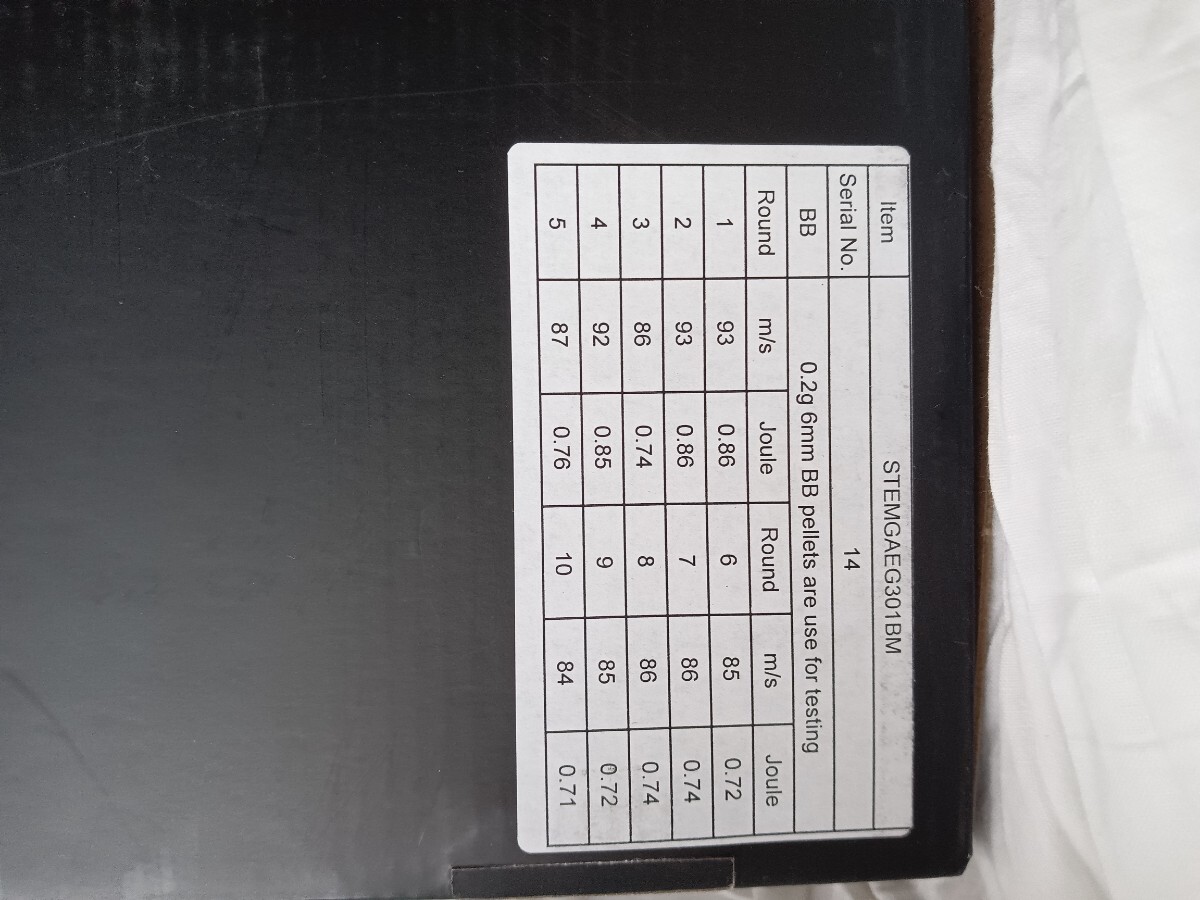 Item STEMGAEG301BM
Serial No. 14
BB 0.2g 6mm BB pellets are use for testing
Round m/s Joule Round m/s Joule
1 93 0.86 6 85 0.72
2 93 0.86 7 86 0.74
3 86 0.74 8 86 0.74
4 92 0.85 9 85 0.72
5 87 0.76 10 84 0.71